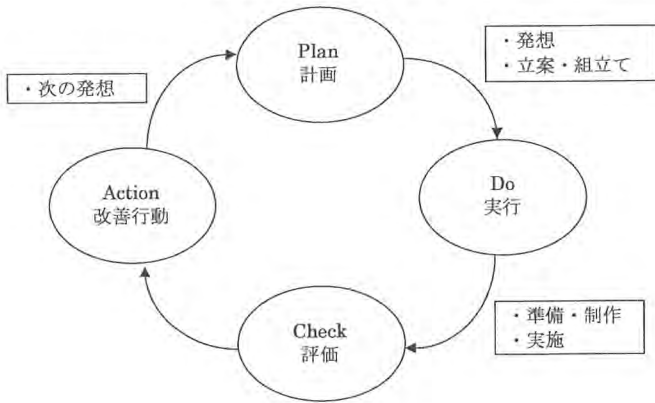 Plan
計画
・発想
・立案・組立て
・次の発想
Do
実行
Action
改善行動
・準備・制作
・実施
Check
評価